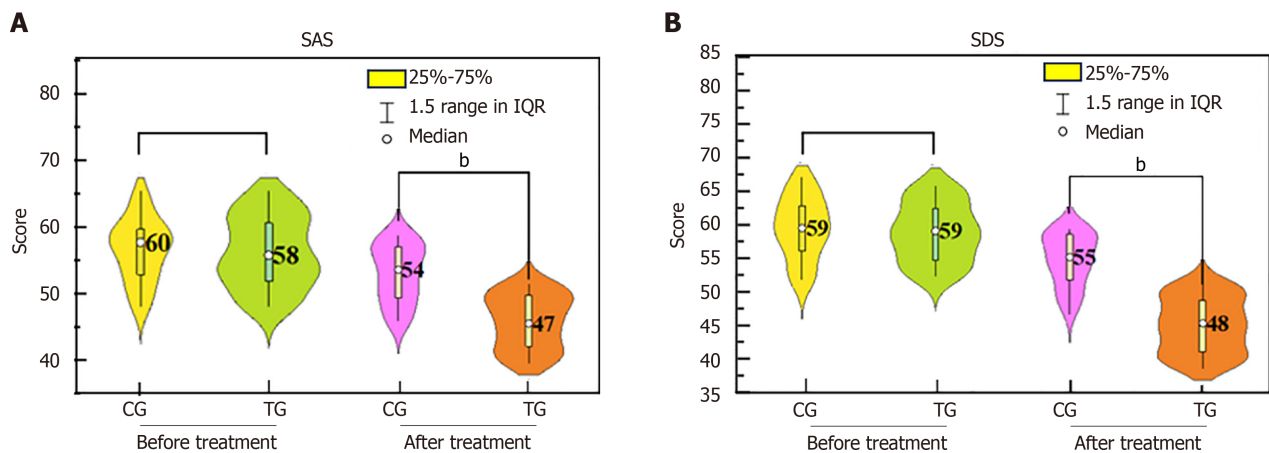 A
SAS
Score
80
70
60
50
40
25%-75%
1.5 range in IQR
Median
b
60
58
54
47
CG
TG
CG
TG
Before treatment
After treatment
B
SDS
Score
85
80
75
70
65
60
55
50
45
40
35
25%-75%
1.5 range in IQR
Median
b
59
59
55
48
CG
TG
CG
TG
Before treatment
After treatment